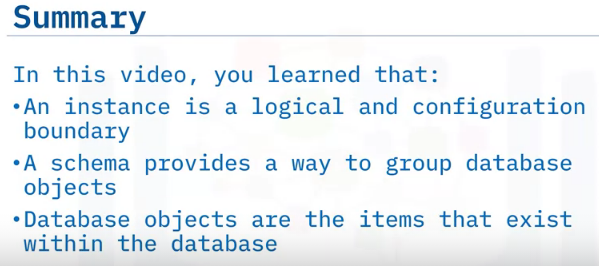 Summary
In this video, you learned that:
•An instance is a logical and configuration
boundary
•A schema provides a way to group database
objects
•Database objects are the items that exist
within the database